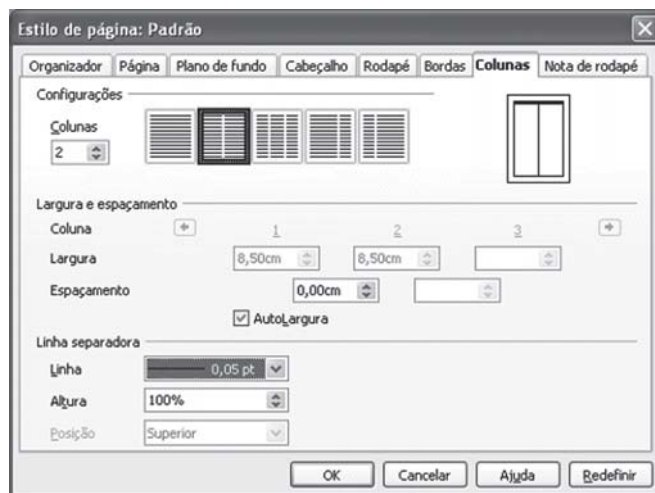 Estilo de página: Padrão
Organizador Página Plano de fundo Cabeçalho Rodapé Bordas Colunas Nota de rodapé
Configurações
Colunas
2
Largura e espaçamento
Coluna 1 2 3
Largura 8,50cm 8,50cm
Espaçamento 0,00cm
AutoLargura
Linha separadora
Linha 0,05 pt
Altura 100%
Posição Superior
OK Cancelar Ajuda Redefinir